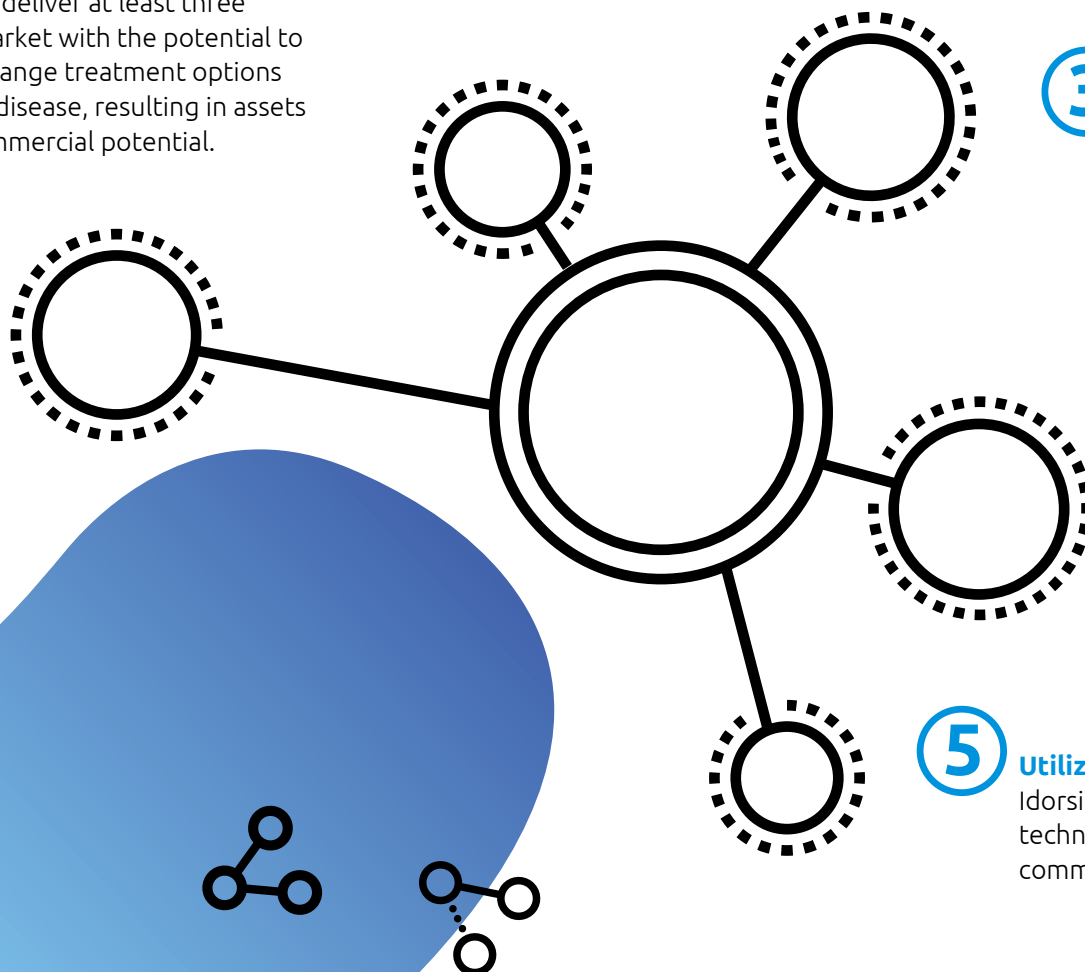 deliver at least three
arket with the potential to
ange treatment options
disease, resulting in assets
mmercial potential.
3
5
Utiliz
Idorsi
techn
comm